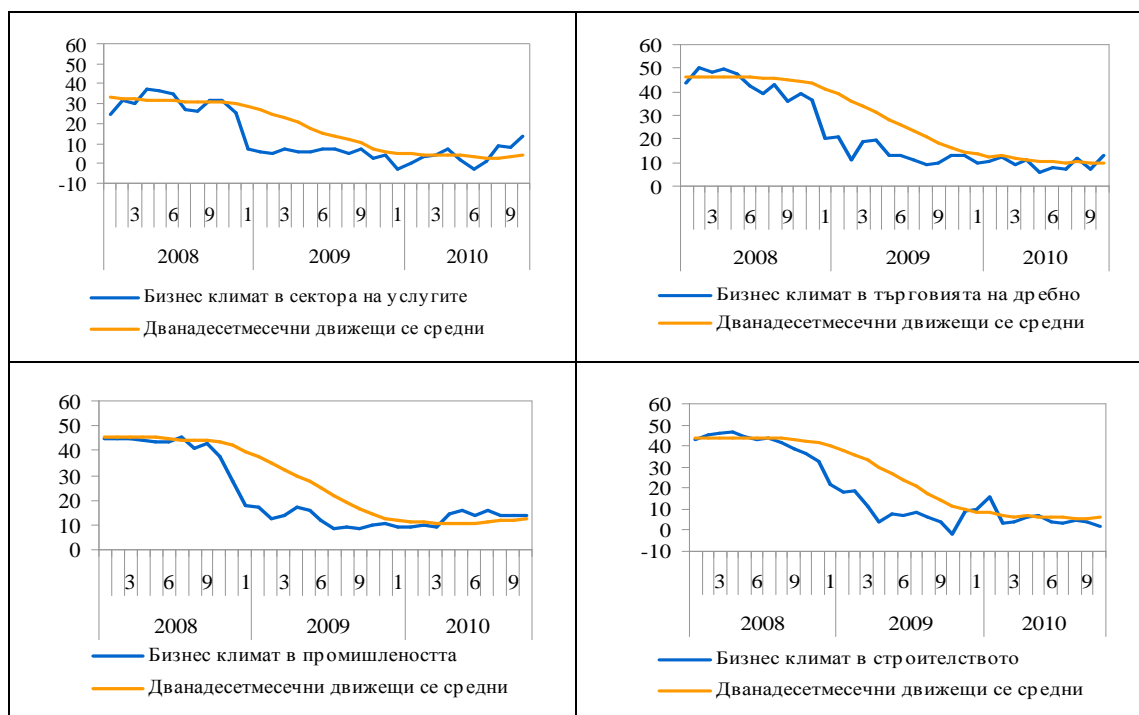 60
50
40
30
20
10
0
-10
3 6 9 1 3 6 9 1 3 6 9
2008 2009 2010
Бизнес климат в сектора на услугите
Дванадесетмесечни движещи се средни
60
50
40
30
20
10
0
3 6 9 1 3 6 9 1 3 6 9
2008 2009 2010
Бизнес климат в търговията на дребно
Дванадесетмесечни движещи се средни
60
50
40
30
20
10
0
3 6 9 1 3 6 9 1 3 6 9
2008 2009 2010
Бизнес климат в промишлеността
Дванадесетмесечни движещи се средни
60
50
40
30
20
10
0
-10
3 6 9 1 3 6 9 1 3 6 9
2008 2009 2010
Бизнес климат в строителството
Дванадесетмесечни движещи се средни